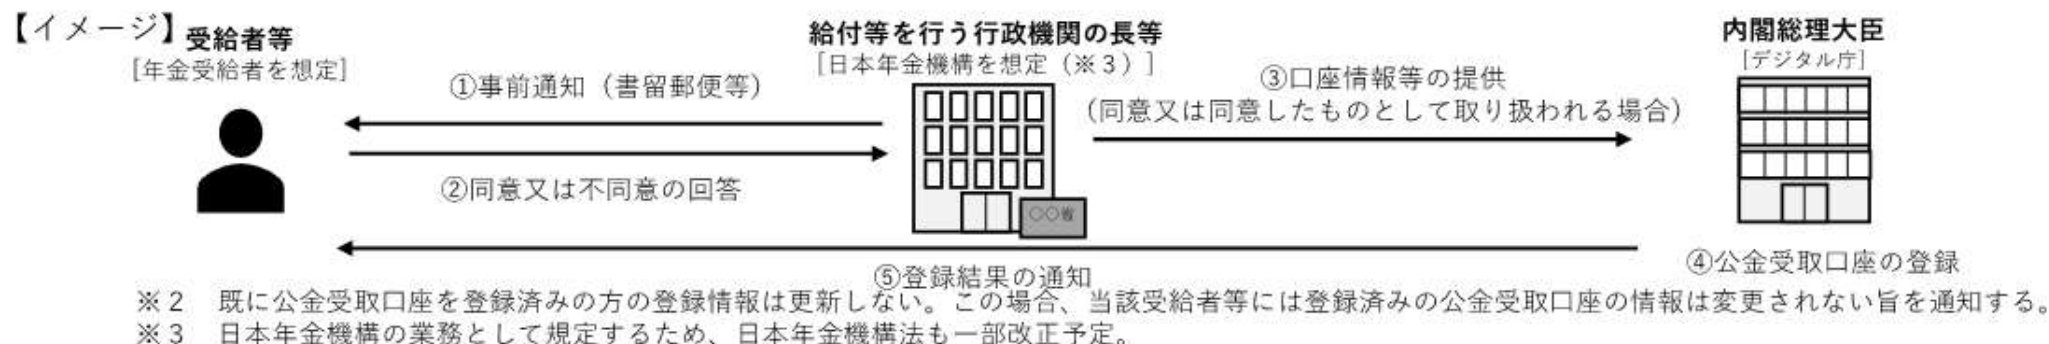 【イメージ】
受給者等
[年金受給者を想定]
給付等を行う行政機関の長等
[日本年金機構を想定(※3)]
内閣総理大臣
[デジタル庁]
①事前通知(書留郵便等)
②同意又は不同意の回答
③口座情報等の提供
(同意又は同意したものとして取り扱われる場合)
○○省
④公金受取口座の登録
⑤登録結果の通知
※2 既に公金受取口座を登録済みの方の登録情報は更新しない。この場合、当該受給者等には登録済みの公金受取口座の情報は変更されない旨を通知する。
※3 日本年金機構の業務として規定するため、日本年金機構法も一部改正予定。